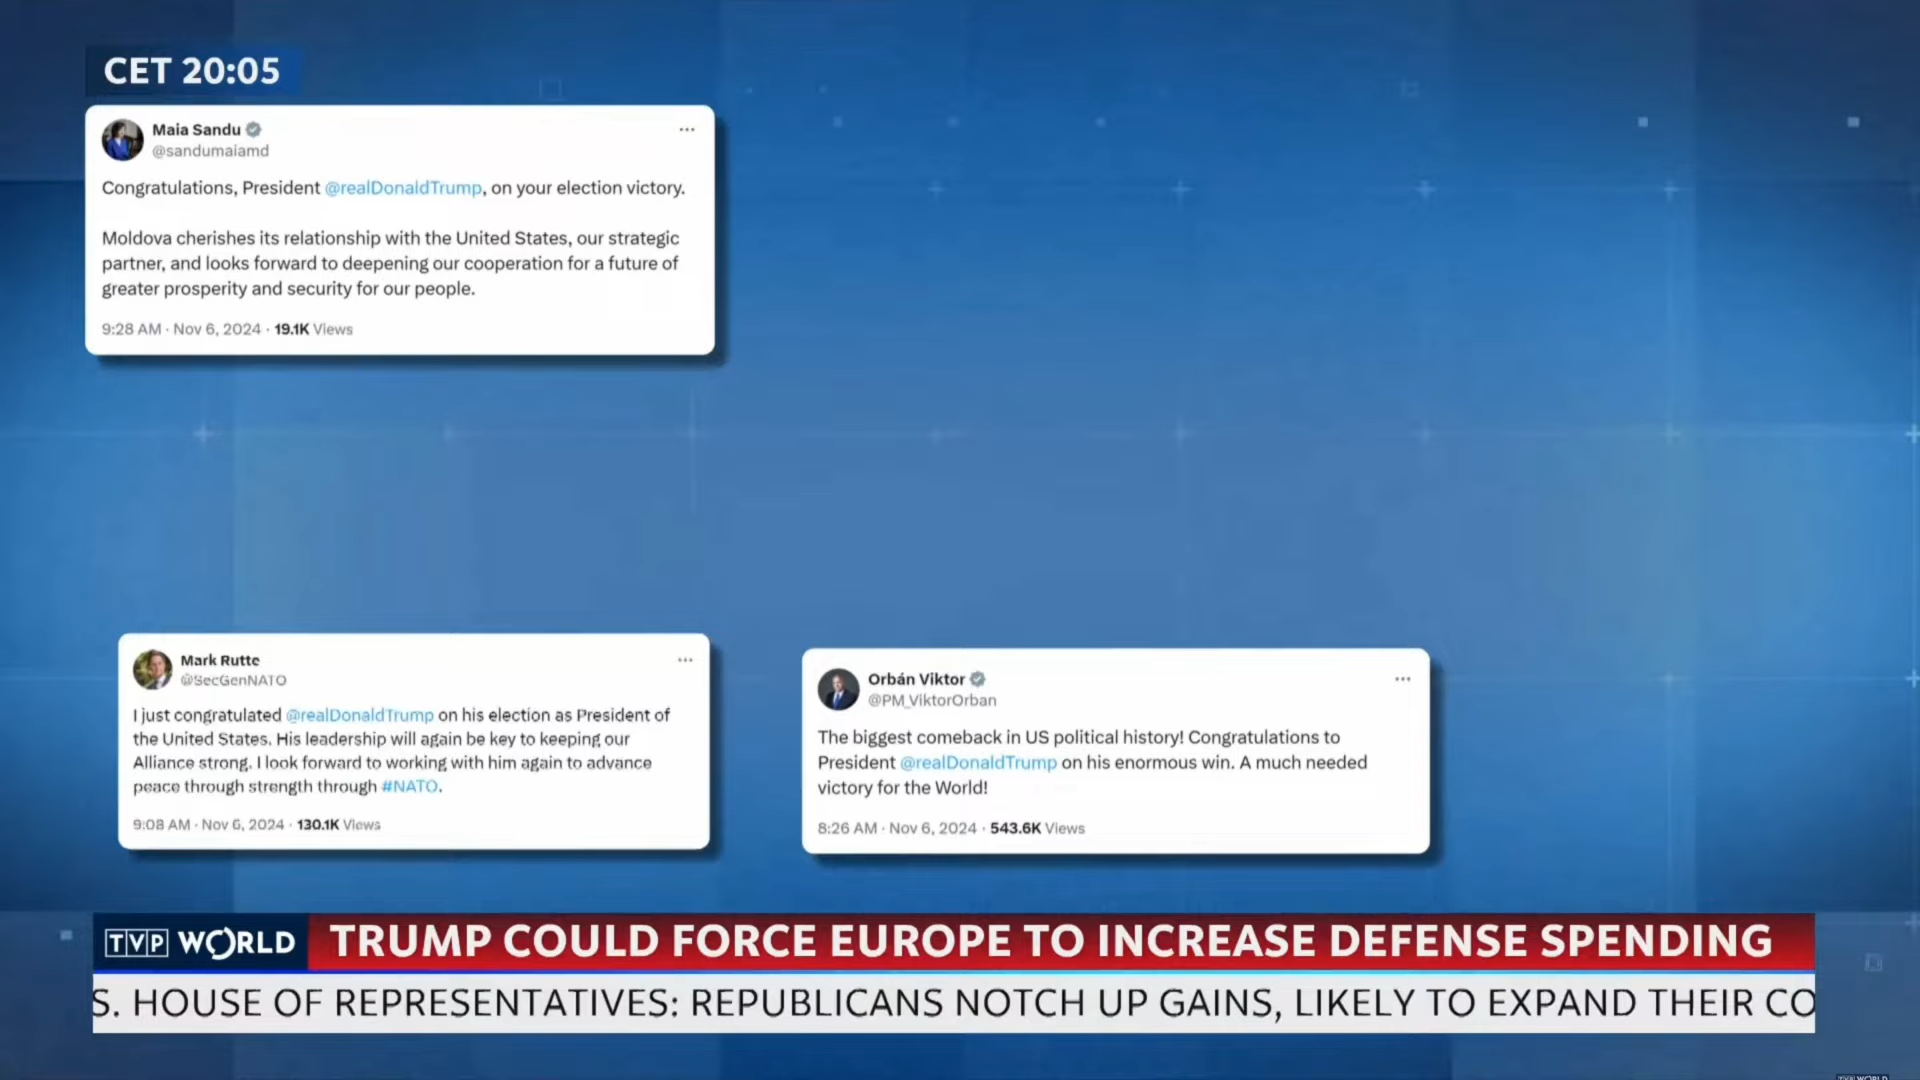 CET 20:05
Maia Sandu
@sandumaiamd
Congratulations, President @realDonaldTrump, on your election victory.
Moldova cherishes its relationship with the United States, our strategic
partner, and looks forward to deepening our cooperation for a future of
greater prosperity and security for our people.
9:28 AM · Nov 6, 2024 · 19.1K Views
Mark Rutte
@SecGenNATO
I just congratulated @realDonaldTrump on his election as President of
the United States. His leadership will again be key to keeping our
Alliance strong. I look forward to working with him again to advance
peace through strength through #NATO.
9:08 AM · Nov 6, 2024 · 130.1K Views
Orbán Viktor
@PM_ViktorOrban
The biggest comeback in US political history! Congratulations to
President @realDonaldTrump on his enormous win. A much needed
victory for the World!
8:26 AM · Nov 6, 2024 · 543.6K Views
TVP WORLD TRUMP COULD FORCE EUROPE TO INCREASE DEFENSE SPENDING
S. HOUSE OF REPRESENTATIVES: REPUBLICANS NOTCH UP GAINS, LIKELY TO EXPAND THEIR CO
TVP WORLD